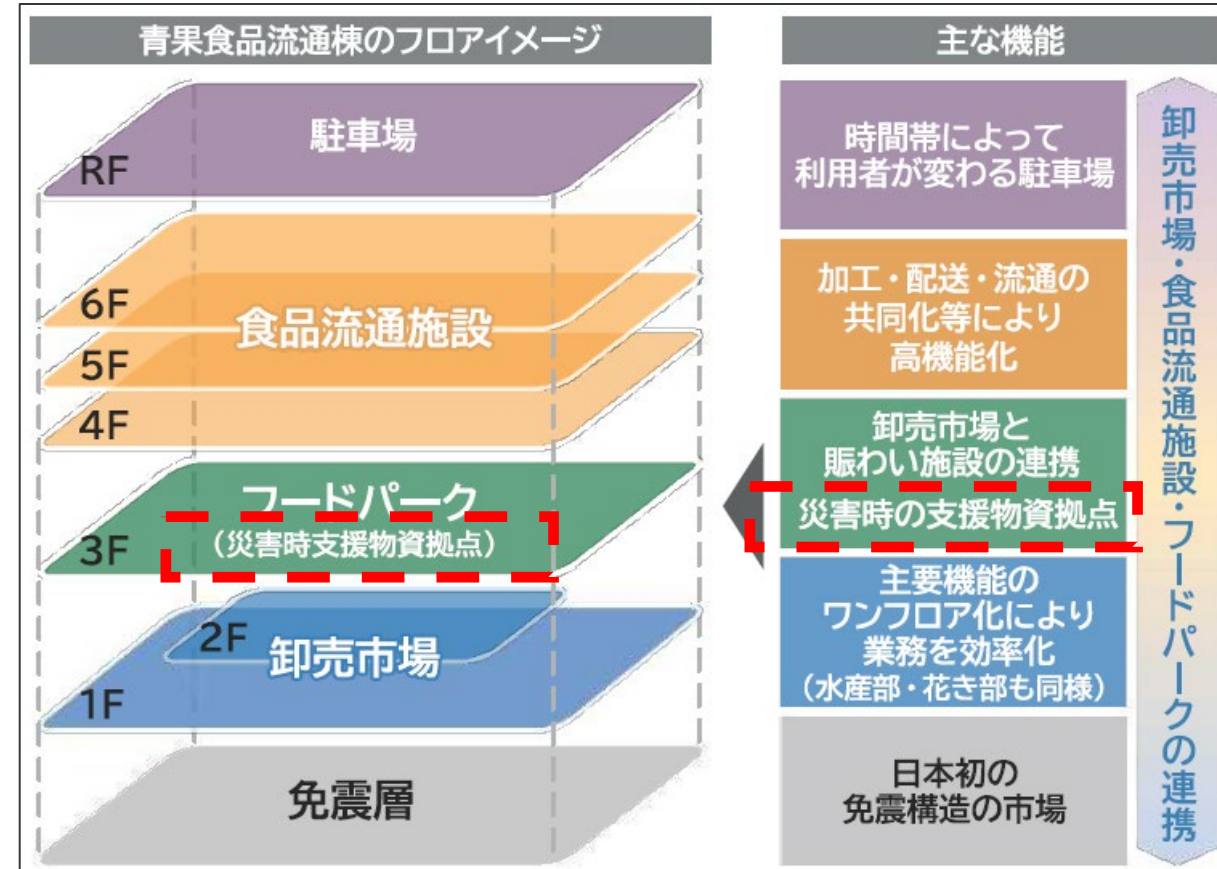 青果食品流通棟のフロアイメージ
駐車場
RF
6F
食品流通施設
5F
4F
フードパーク
(災害時支援物資拠点)
3F
2F
卸売市場
1F
免震層
主な機能
時間帯によって
利用者が変わる駐車場
加工・配送・流通の
共同化等により
高機能化
卸売市場と
賑わい施設の連携
災害時の支援物資拠点
主要機能の
ワンフロア化により
業務を効率化
(水産部・花き部も同様)
日本初の
免震構造の市場
卸売市場・食品流通施設・フードパークの連携